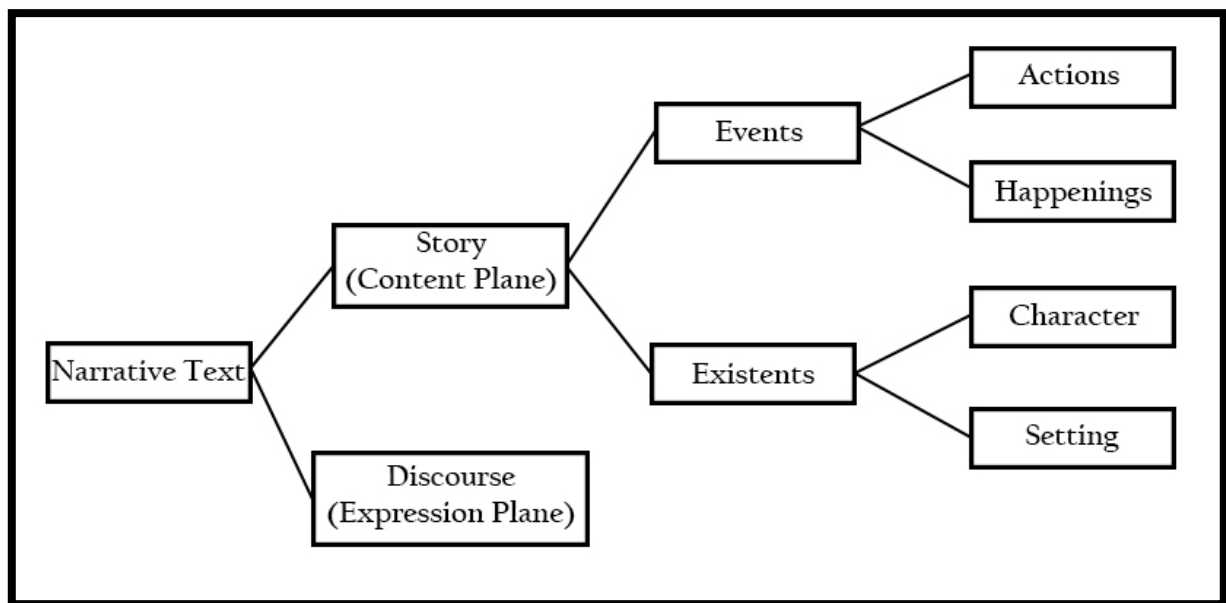 Actions
Events
Happenings
Story
(Content Plane)
Character
Narrative Text
Existents
Setting
Discourse
(Expression Plane)